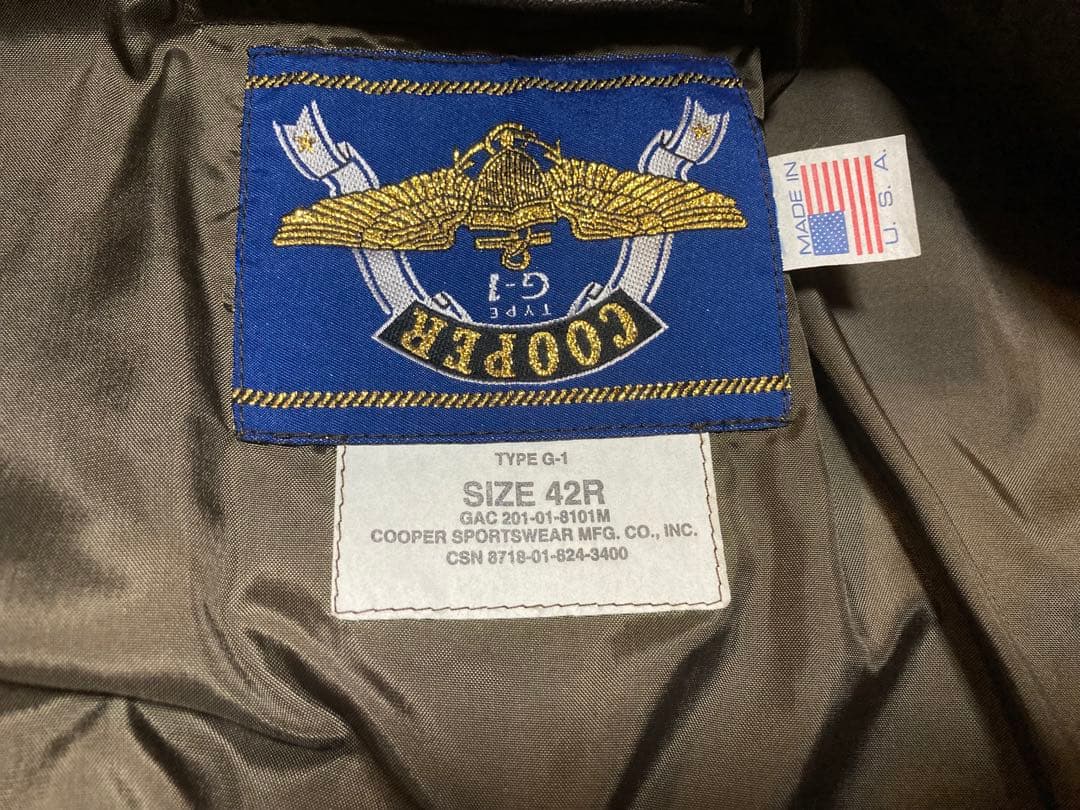 TYPE
G-1
COOPER
MADE IN
U.S.A.
TYPE G-1
SIZE 42R
GAC 201-01-8101M
COOPER SPORTSWEAR MFG. CO., INC.
CSN 8718-01-624-3400